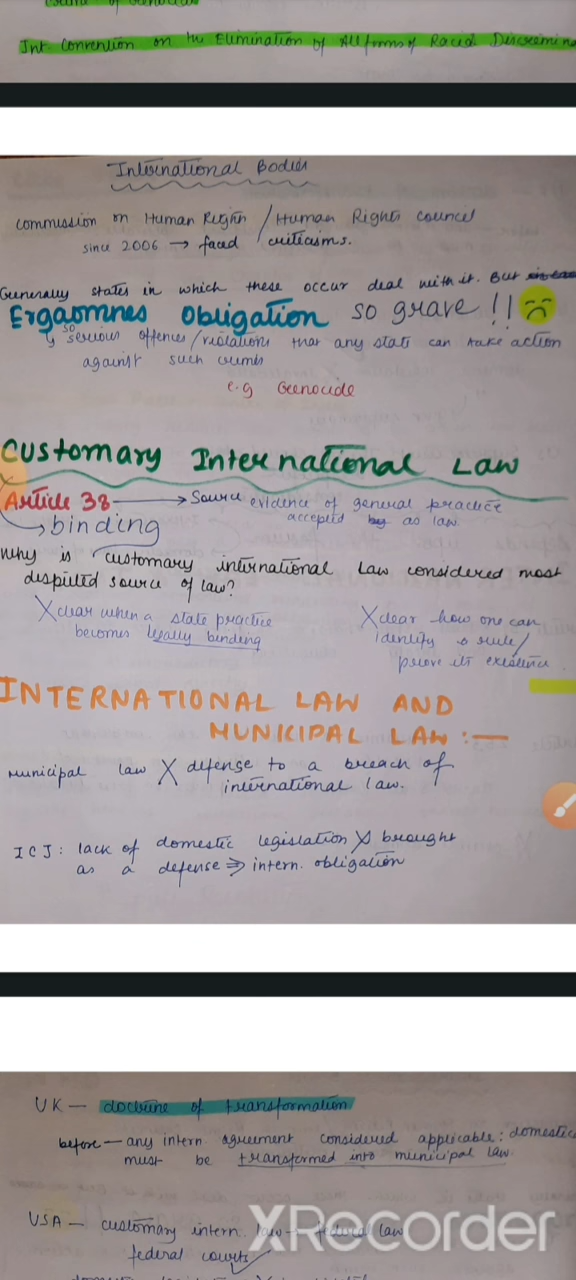 Int. Convention on the Elimination of All forms of Racial Discrimina
International Bodies
Commission on Human Rights / Human Rights Council
since 2006 → faced criticisms.
Generally states in which these occur deal with it. But
Ergaomnes Obligation so grave !!
so serious offences/violations that any state can take action
against such crimes
e.g Genocide
Customary International Law
Article 38 → Source evidence of general practice
accepted as law.
→ binding
Why is customary international law considered most
disputed source of law?
X clear when a state practice
becomes legally binding
X clear how one can
identify a rule/
prove its existence
INTERNATIONAL LAW AND
MUNICIPAL LAW :—
Municipal law X defense to a breach of
international law.
ICJ : lack of domestic legislation X brought
as a defense ⇒ intern. obligation
UK — doctrine of transformation
before — any intern. agreement considered applicable : domestic
must be transformed into municipal law.
USA — customary intern. law — federal law
federal courts
XRecorder